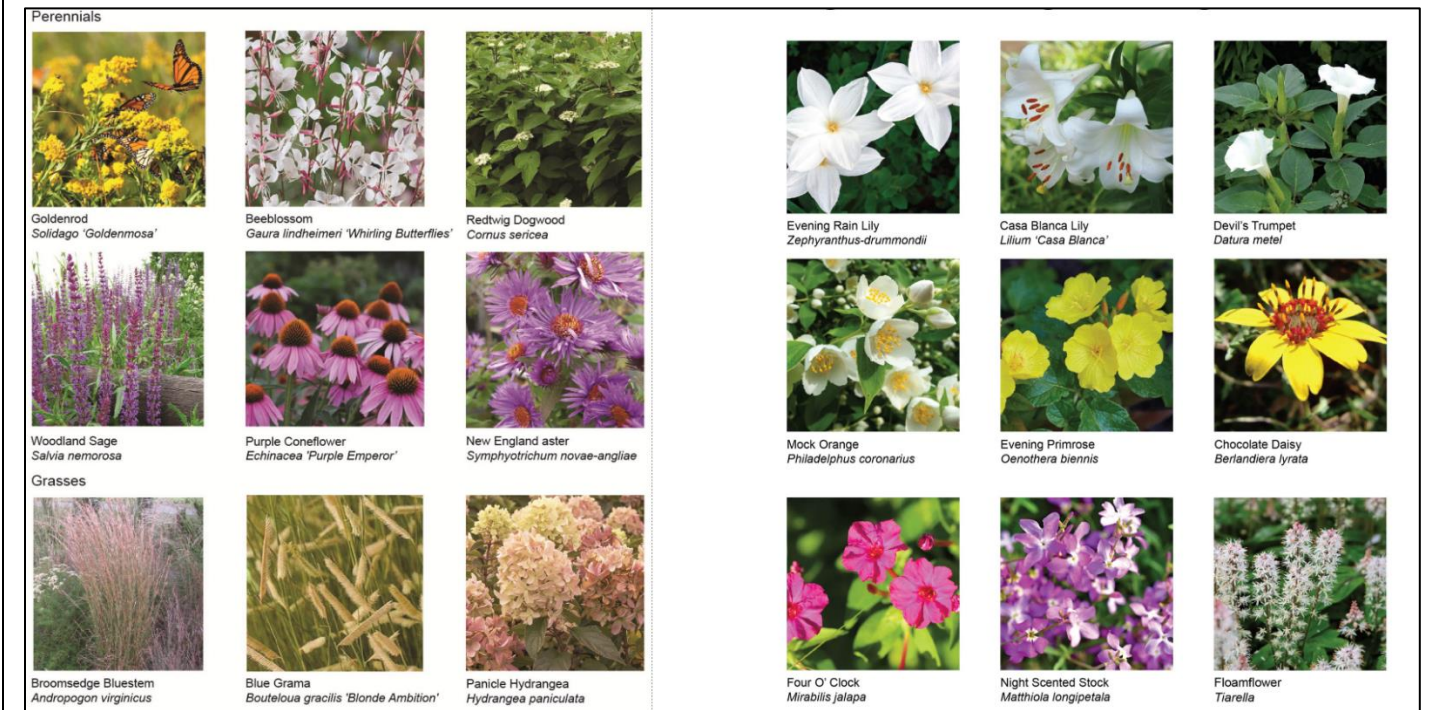 Perennials
Goldenrod
Solidago 'Goldenmosa'
Beeblossom
Gaura lindheimeri 'Whirling Butterflies'
Redtwig Dogwood
Cornus sericea
Woodland Sage
Salvia nemorosa
Purple Coneflower
Echinacea 'Purple Emperor'
New England aster
Symphyotrichum novae-angliae
Grasses
Broomsedge Bluestem
Andropogon virginicus
Blue Grama
Bouteloua gracilis 'Blonde Ambition'
Panicle Hydrangea
Hydrangea paniculata
Evening Rain Lily
Zephyranthus-drummondii
Casa Blanca Lily
Lilium 'Casa Blanca'
Devil's Trumpet
Datura metel
Mock Orange
Philadelphus coronarius
Evening Primrose
Oenothera biennis
Chocolate Daisy
Berlandiera lyrata
Four O' Clock
Mirabilis jalapa
Night Scented Stock
Matthiola longipetala
Floamflower
Tiarella